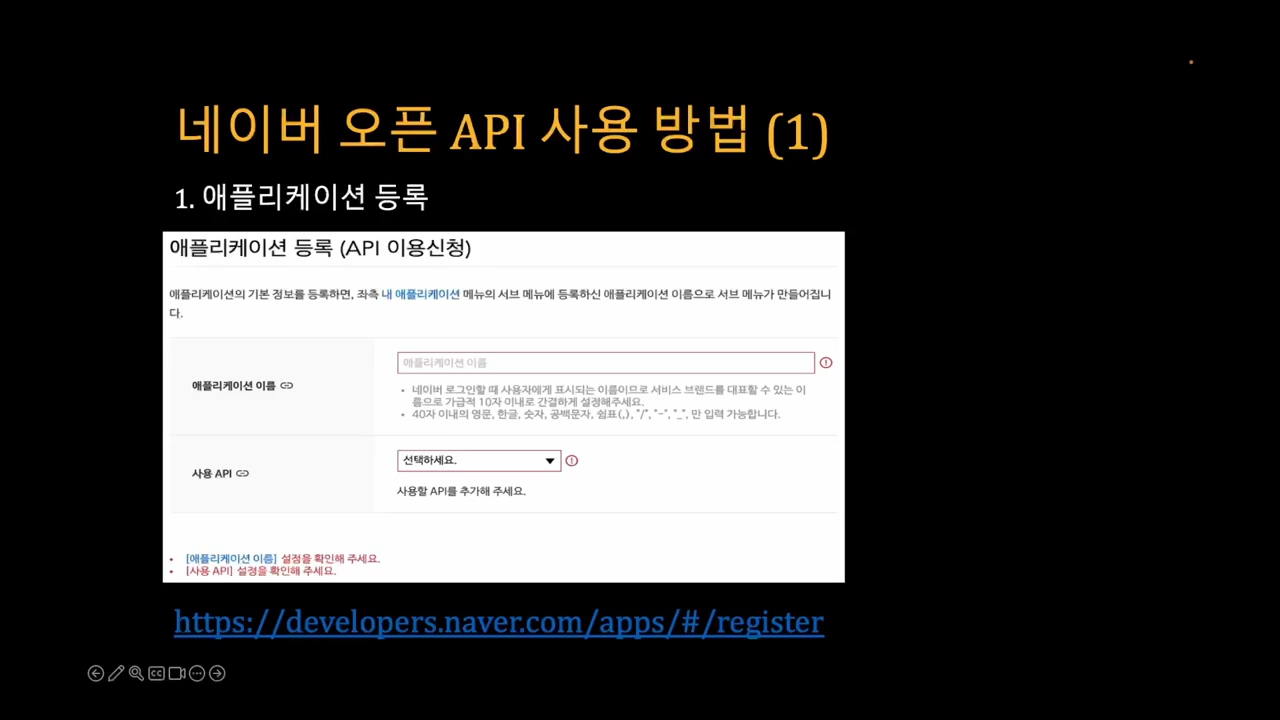 네이버 오픈 API 사용 방법 (1)
1. 애플리케이션 등록
애플리케이션 등록 (API 이용신청)
애플리케이션의 기본 정보를 등록하면, 좌측 내 애플리케이션 메뉴의 서브 메뉴에 등록하신 애플리케이션 이름으로 서브 메뉴가 만들어집니
다.
애플리케이션 이름
애플리케이션 이름
• 네이버 로그인할 때 사용자에게 표시되는 이름이므로 서비스 브랜드를 대표할 수 있는 이
름으로 가급적 10자 이내로 간결하게 설정해주세요.
• 40자 이내의 영문, 한글, 숫자, 공백문자, 쉼표(,), "/", "-", "_", 만 입력 가능합니다.
사용 API
선택하세요.
사용할 API를 추가해 주세요.
• [애플리케이션 이름] 설정을 확인해 주세요.
• [사용 API] 설정을 확인해 주세요.
https://developers.naver.com/apps/#/register
CC